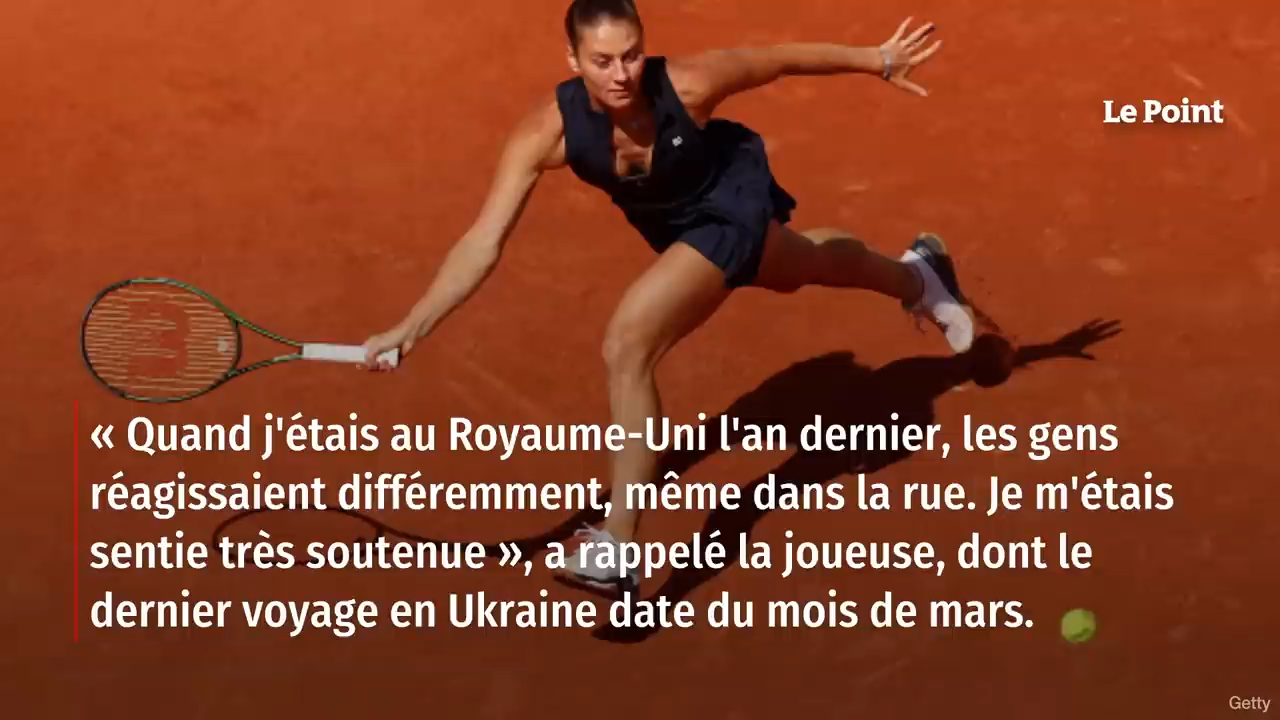 Le Point
« Quand j'étais au Royaume-Uni l'an dernier, les gens
réagissaient différemment, même dans la rue. Je m'étais
sentie très soutenue », a rappelé la joueuse, dont le
dernier voyage en Ukraine date du mois de mars.
Getty